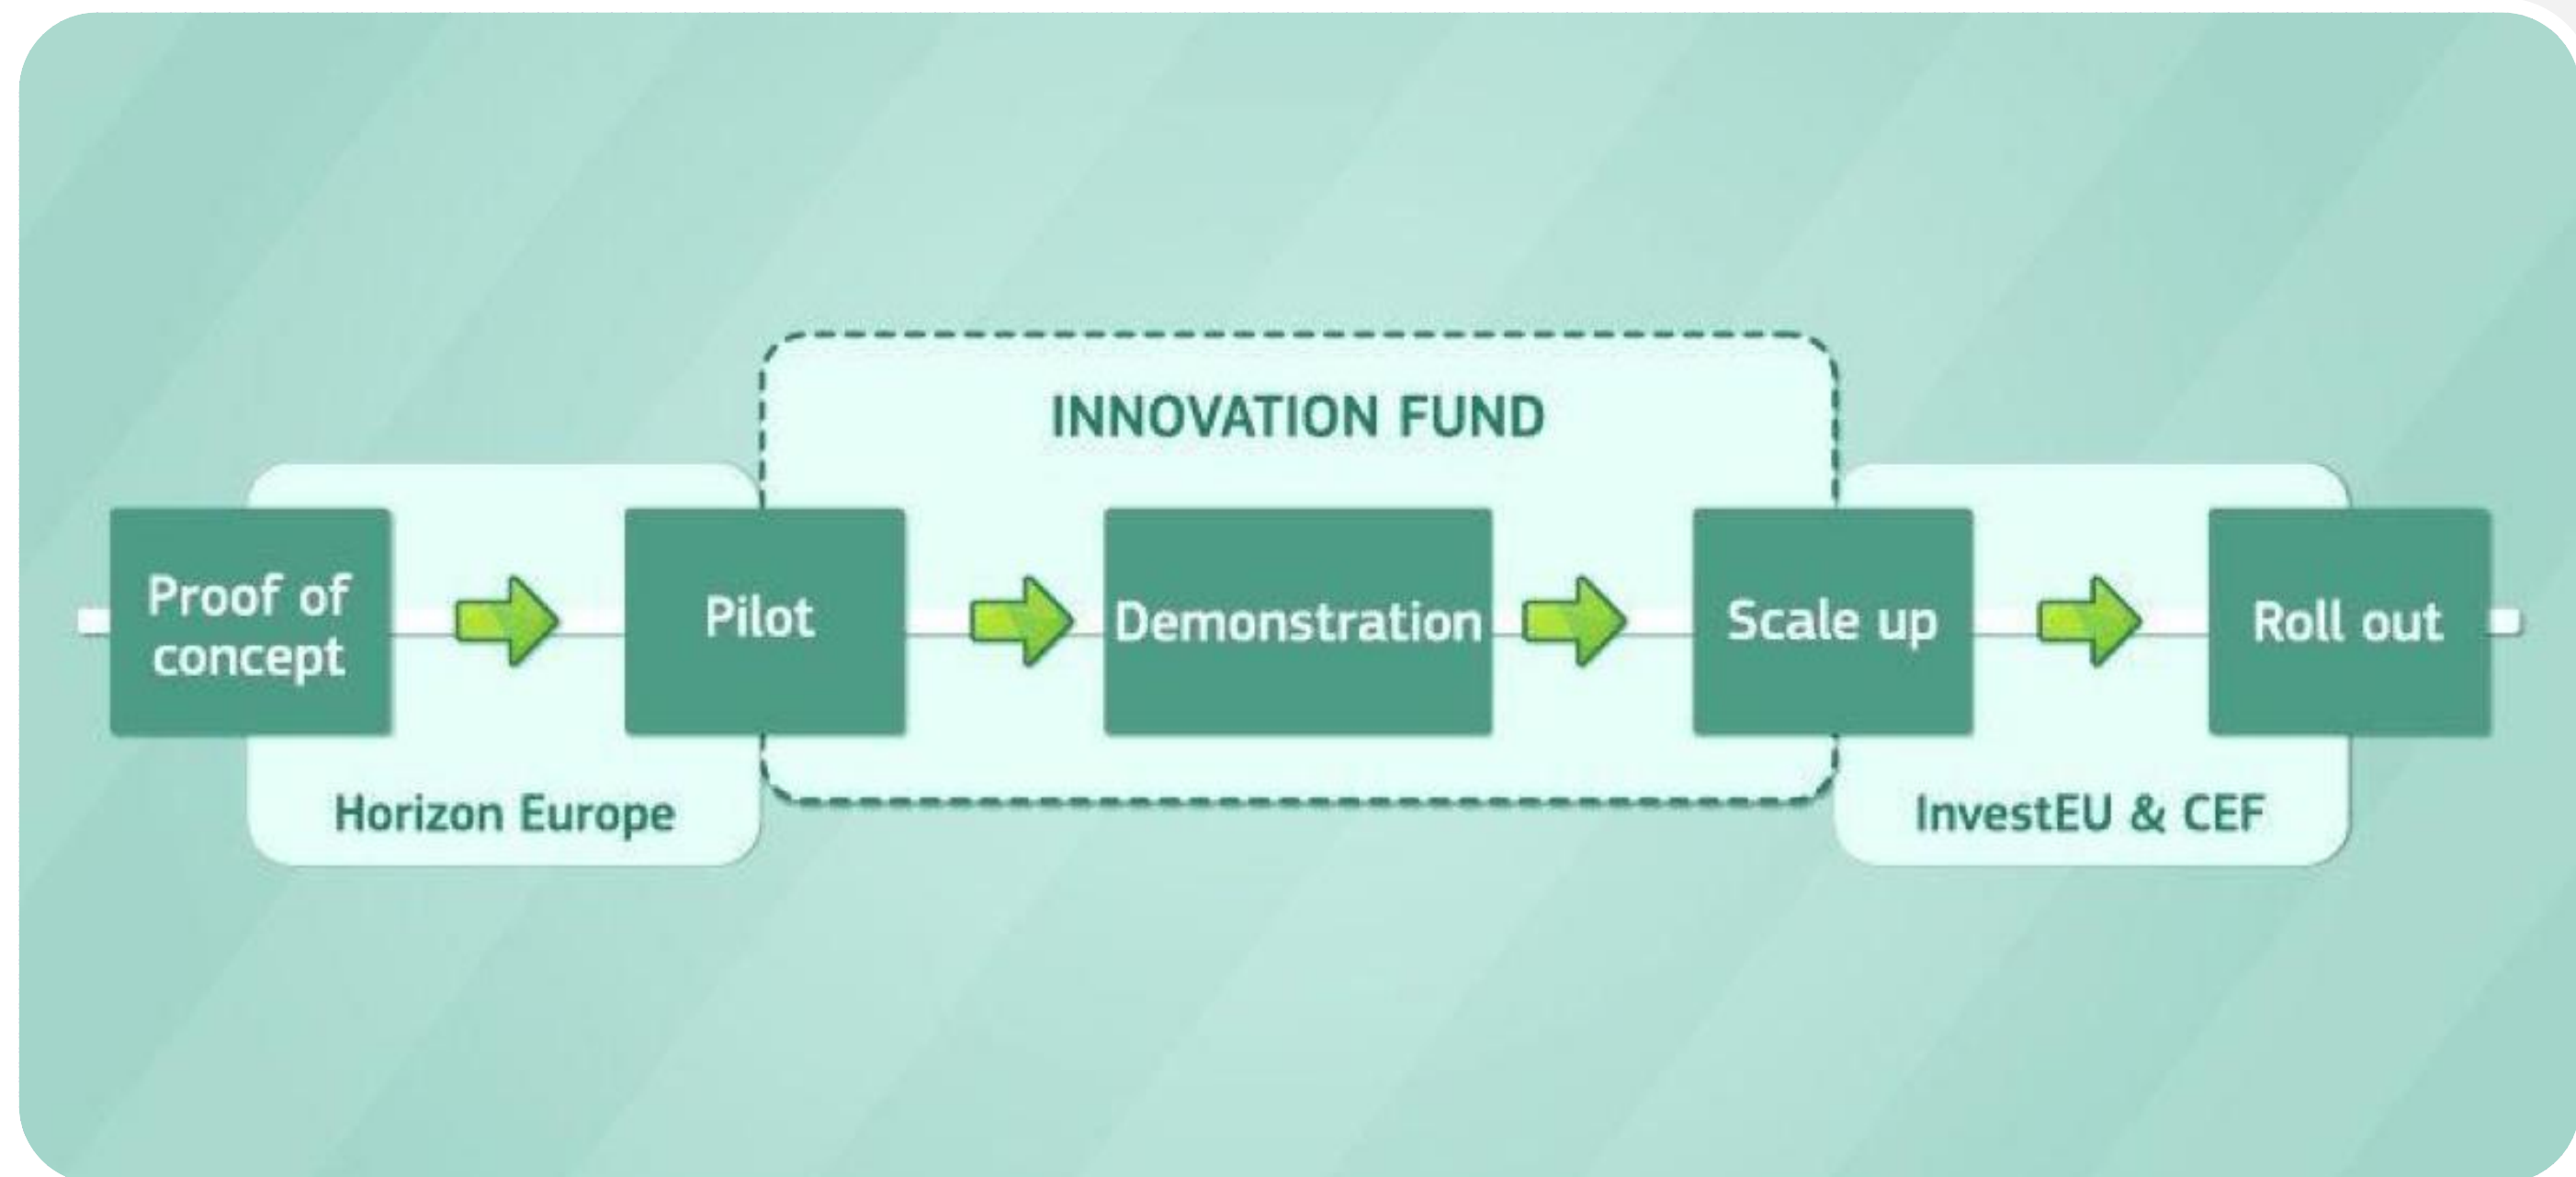 INNOVATION FUND
Proof of
concept
Pilot
Demonstration
Scale up
Roll out
Horizon Europe
InvestEU & CEF